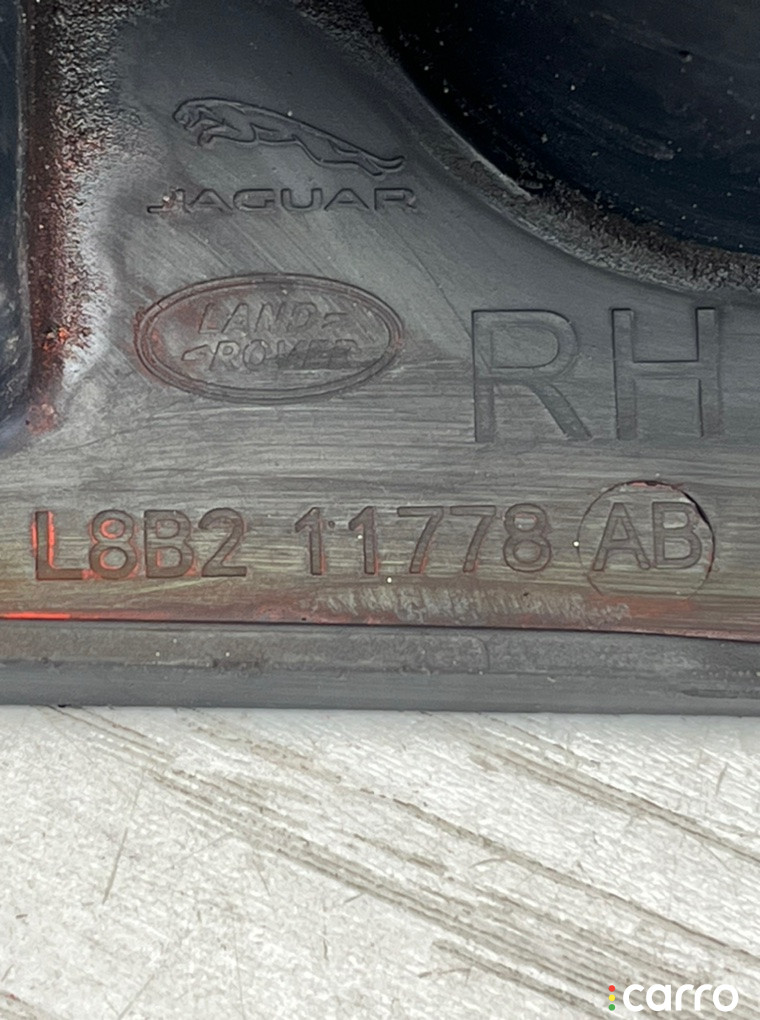 JAGUAR
LAND-
-ROVER
RH
L8B2 11778 AB
carro